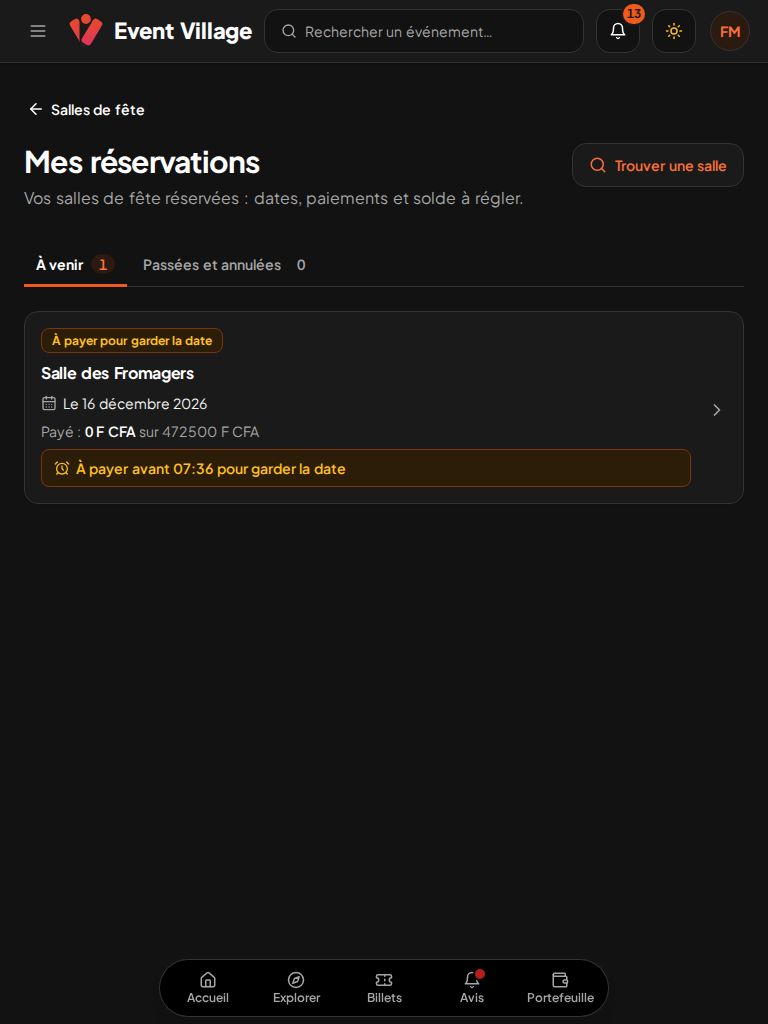 Event Village
Rechercher un événement…
13
FM
Salles de fête
Mes réservations
Trouver une salle
Vos salles de fête réservées : dates, paiements et solde à régler.
À venir 1
Passées et annulées 0
À payer pour garder la date
Salle des Fromagers
Le 16 décembre 2026
Payé : 0 F CFA sur 472500 F CFA
À payer avant 07:36 pour garder la date
Accueil
Explorer
Billets
Avis
Portefeuille